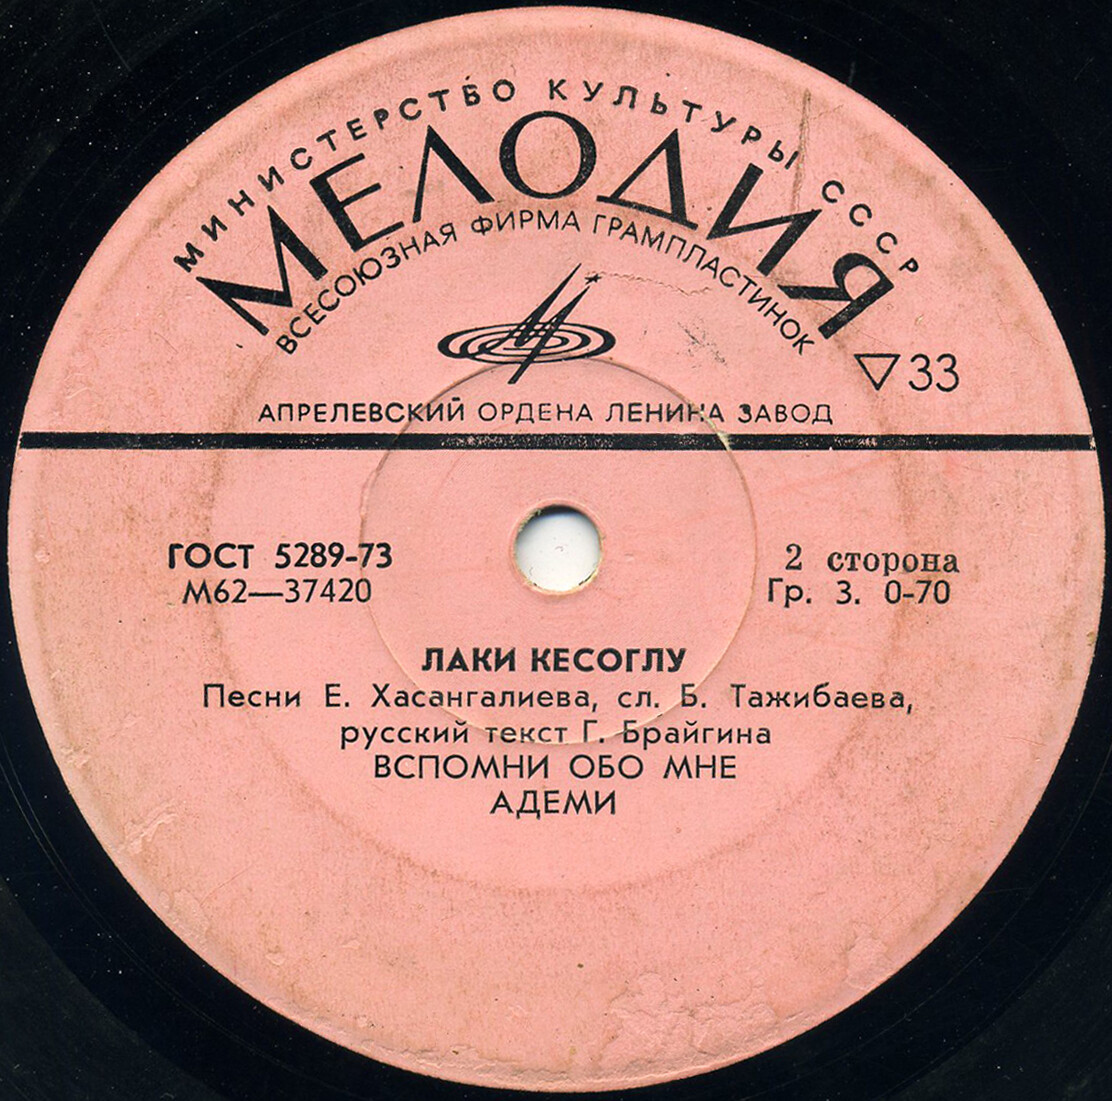 МИНИСТЕРСТВО КУЛЬТУРЫ СССР
МЕЛОДИЯ
ВСЕСОЮЗНАЯ ФИРМА ГРАМПЛАСТИНОК
33
АПРЕЛЕВСКИЙ ОРДЕНА ЛЕНИНА ЗАВОД
ГОСТ 5289-73
М62—37420
2 сторона
Гр. 3. 0-70
ЛАКИ КЕСОГЛУ
Песни Е. Хасангалиева, сл. Б. Тажибаева,
русский текст Г. Брайгина
ВСПОМНИ ОБО МНЕ
АДЕМИ